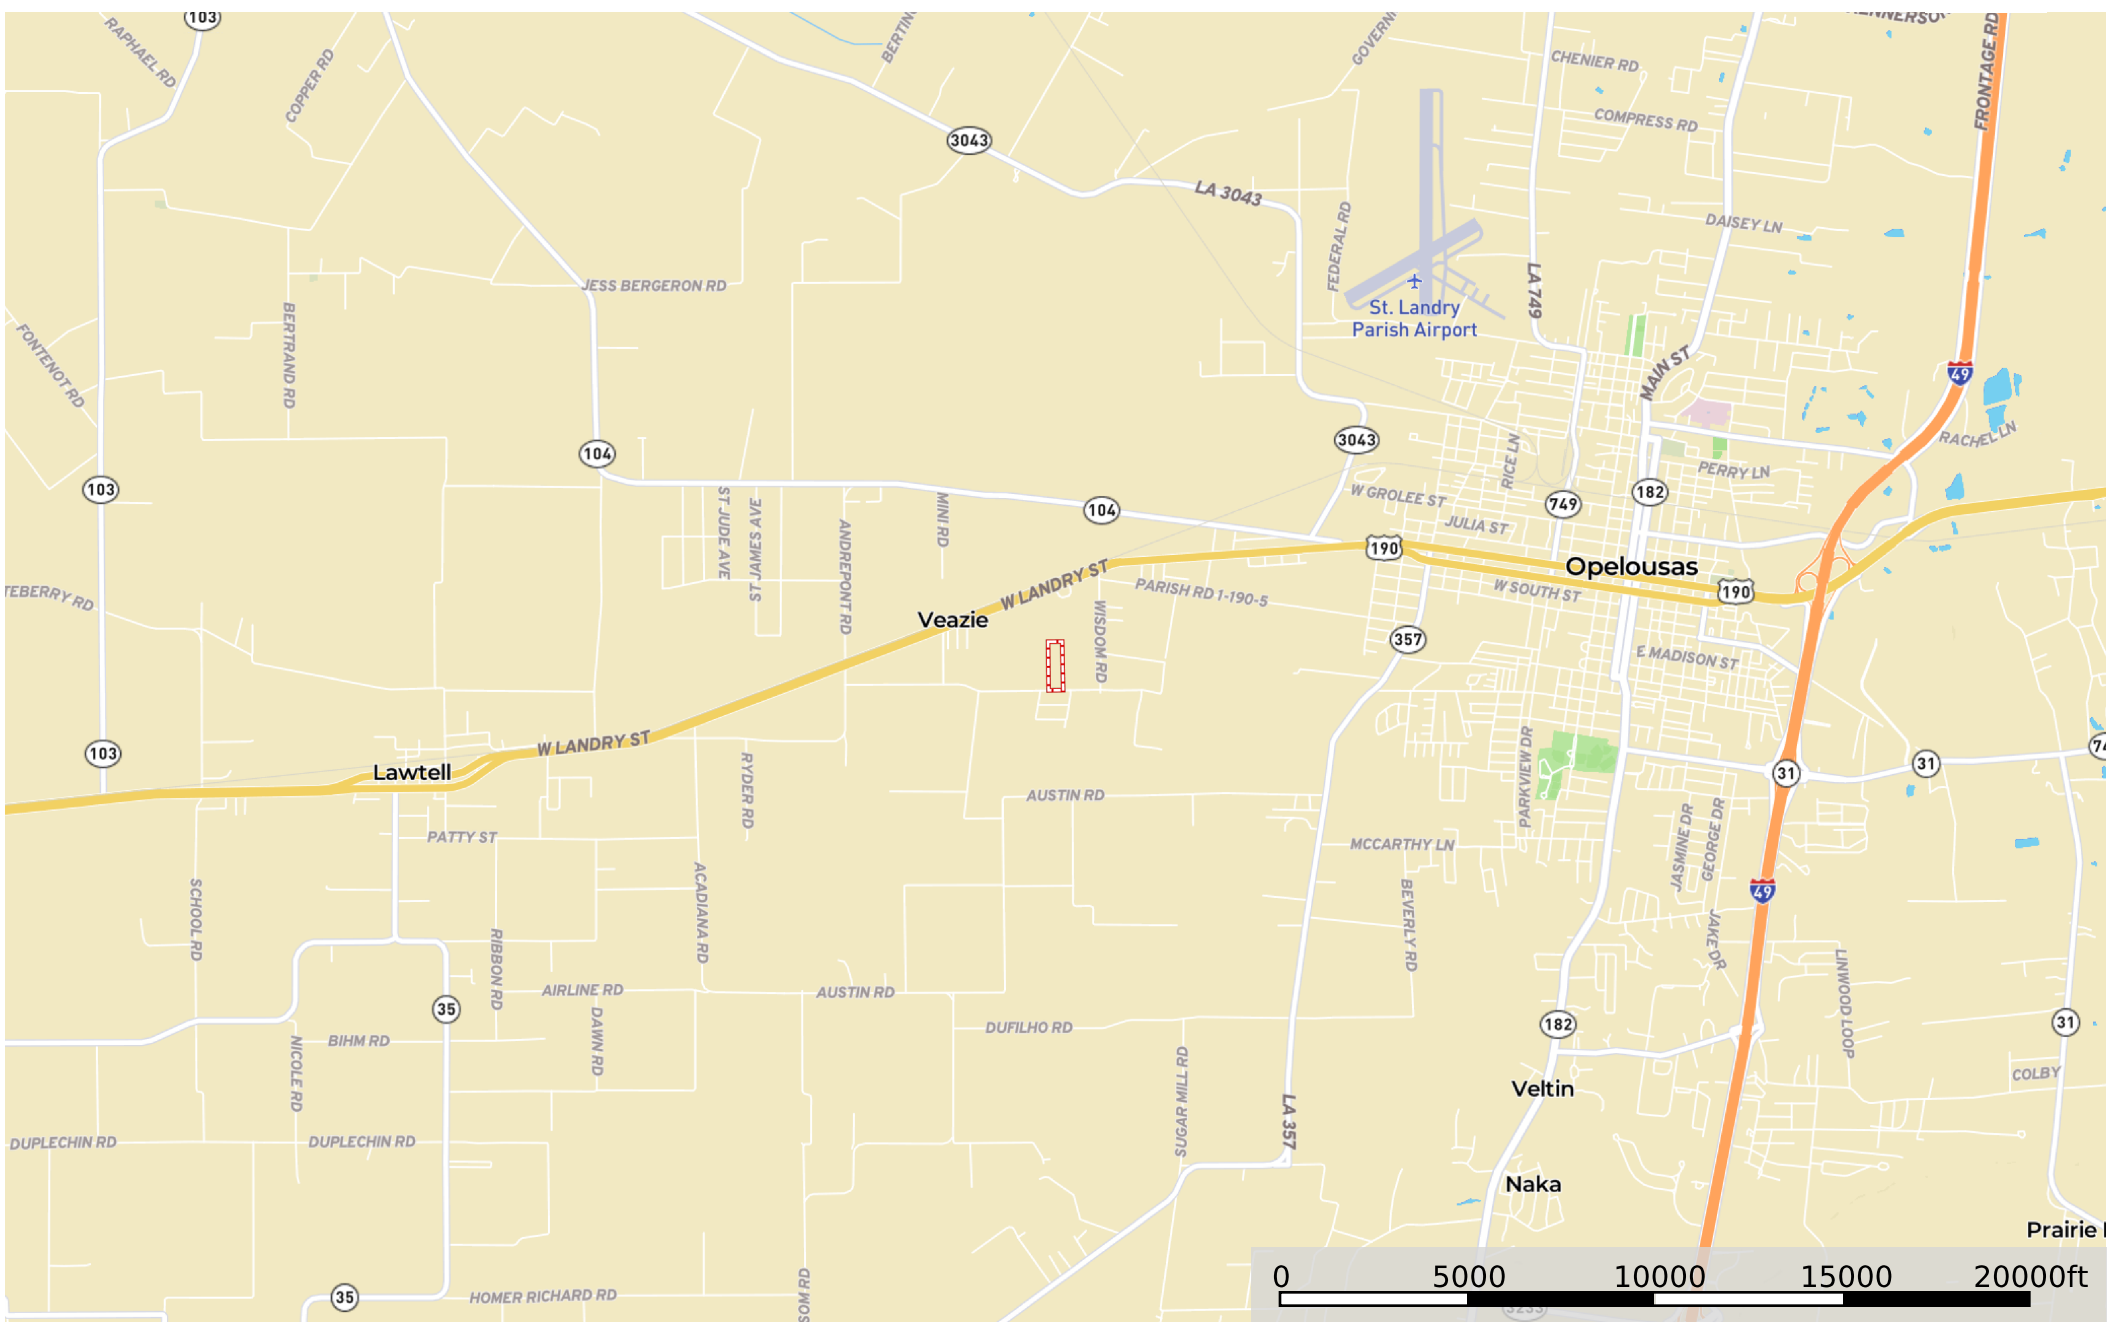 103
RAPHAEL RD
COPPER RD
3043
CHENIER RD
COMPRESS RD
FRONTAGE RD
LA 3043
FEDERAL RD
DAISEY LN
LA 749
St. Landry
Parish Airport
JESS BERGERON RD
BERTRAND RD
FONTENOT RD
MAIN ST
49
RACHEL LN
104
3043
RICE LN
PERRY LN
103
W GROLEE ST
749
182
ST JUDE AVE
ST JAMES AVE
MINI RD
104
JULIA ST
ANDREPONT RD
190
Opelousas
W LANDRY ST
PARISH RD 1-190-5
W SOUTH ST
190
TEBERRY RD
Veazie
WISDOM RD
357
E MADISON ST
103
W LANDRY ST
Lawtell
RYDER RD
PARKVIEW DR
31
31
74
AUSTIN RD
PATTY ST
MCCARTHY LN
JASMINE DR
GEORGE DR
49
SCHOOL RD
ACADIANA RD
BEVERLY RD
JAKE DR
RIBBON RD
LINWOOD LOOP
AIRLINE RD
AUSTIN RD
35
DUFILHO RD
182
31
BIHM RD
DAWN RD
NICOLE RD
SUGAR MILL RD
LA 357
COLBY
Veltin
DUPLECHIN RD
DUPLECHIN RD
Naka
Prairie
35
HOMER RICHARD RD
SOM RD
0 5000 10000 15000 20000ft
3233